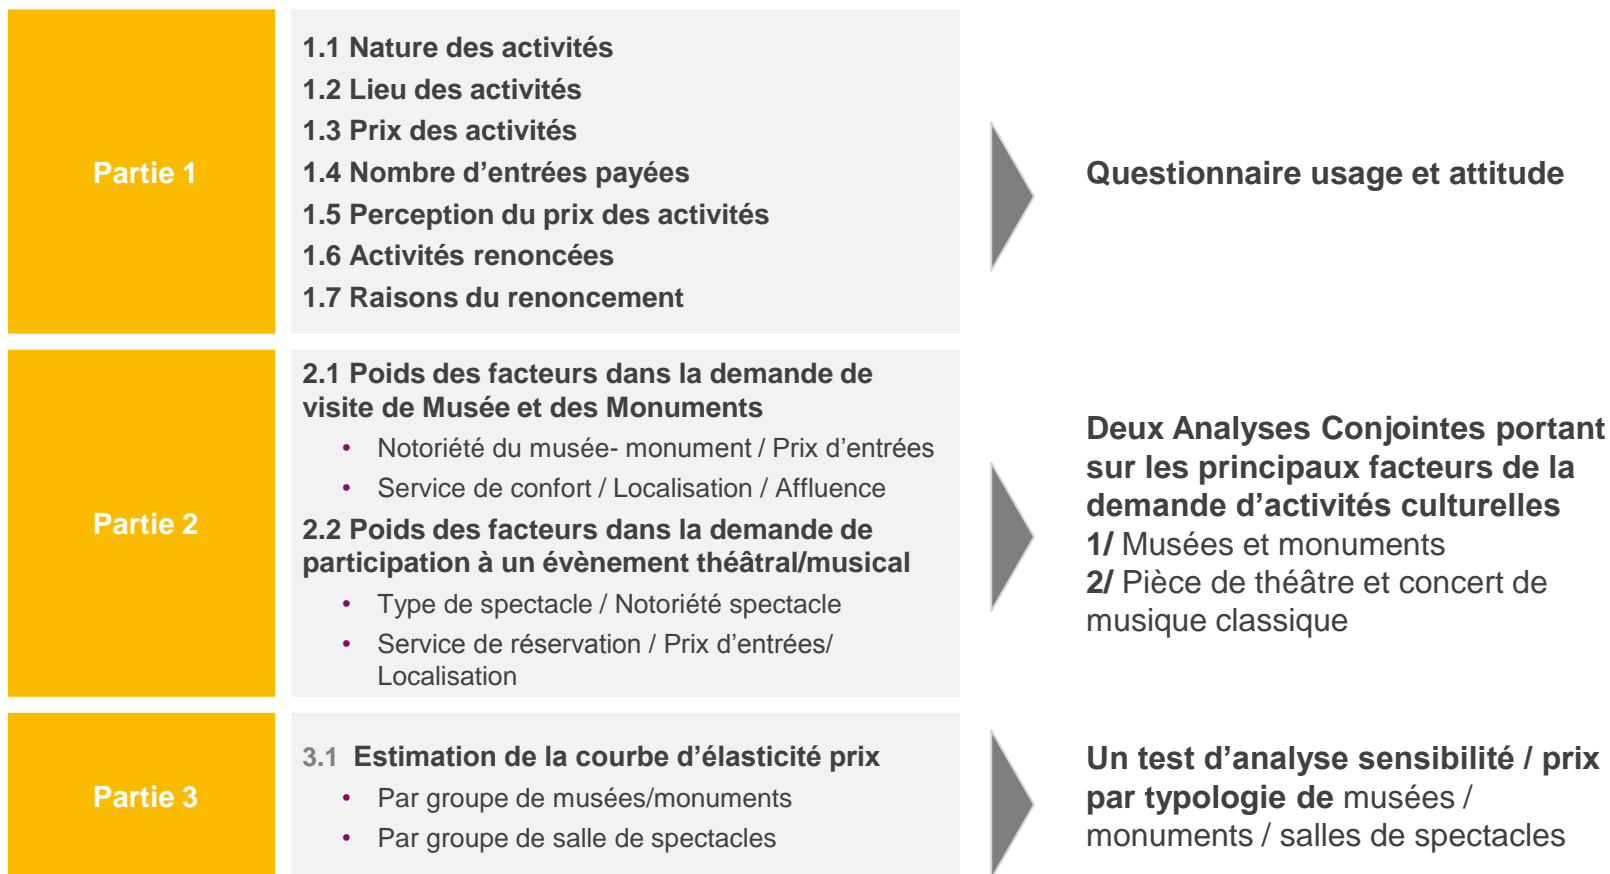 Partie 1
1.1 Nature des activités
1.2 Lieu des activités
1.3 Prix des activités
1.4 Nombre d’entrées payées
1.5 Perception du prix des activités
1.6 Activités renoncées
1.7 Raisons du renoncement
Questionnaire usage et attitude
Partie 2
2.1 Poids des facteurs dans la demande de
visite de Musée et des Monuments
• Notoriété du musée- monument / Prix d’entrées
• Service de confort / Localisation / Affluence
2.2 Poids des facteurs dans la demande de
participation à un évènement théâtral/musical
• Type de spectacle / Notoriété spectacle
• Service de réservation / Prix d’entrées/
Localisation
Deux Analyses Conjointes portant
sur les principaux facteurs de la
demande d’activités culturelles
1/ Musées et monuments
2/ Pièce de théâtre et concert de
musique classique
Partie 3
3.1 Estimation de la courbe d’élasticité prix
• Par groupe de musées/monuments
• Par groupe de salle de spectacles
Un test d’analyse sensibilité / prix
par typologie de musées /
monuments / salles de spectacles